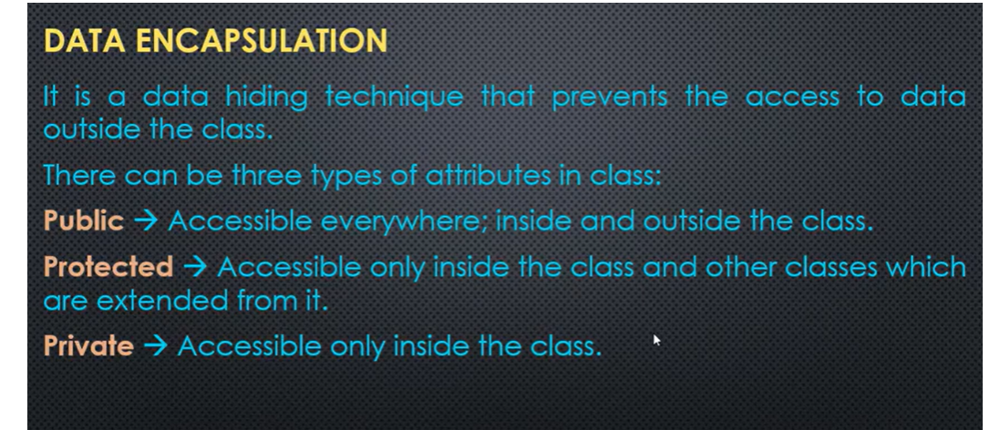 DATA ENCAPSULATION
It is a data hiding technique that prevents the access to data
outside the class.
There can be three types of attributes in class:
Public → Accessible everywhere; inside and outside the class.
Protected → Accessible only inside the class and other classes which
are extended from it.
Private → Accessible only inside the class.